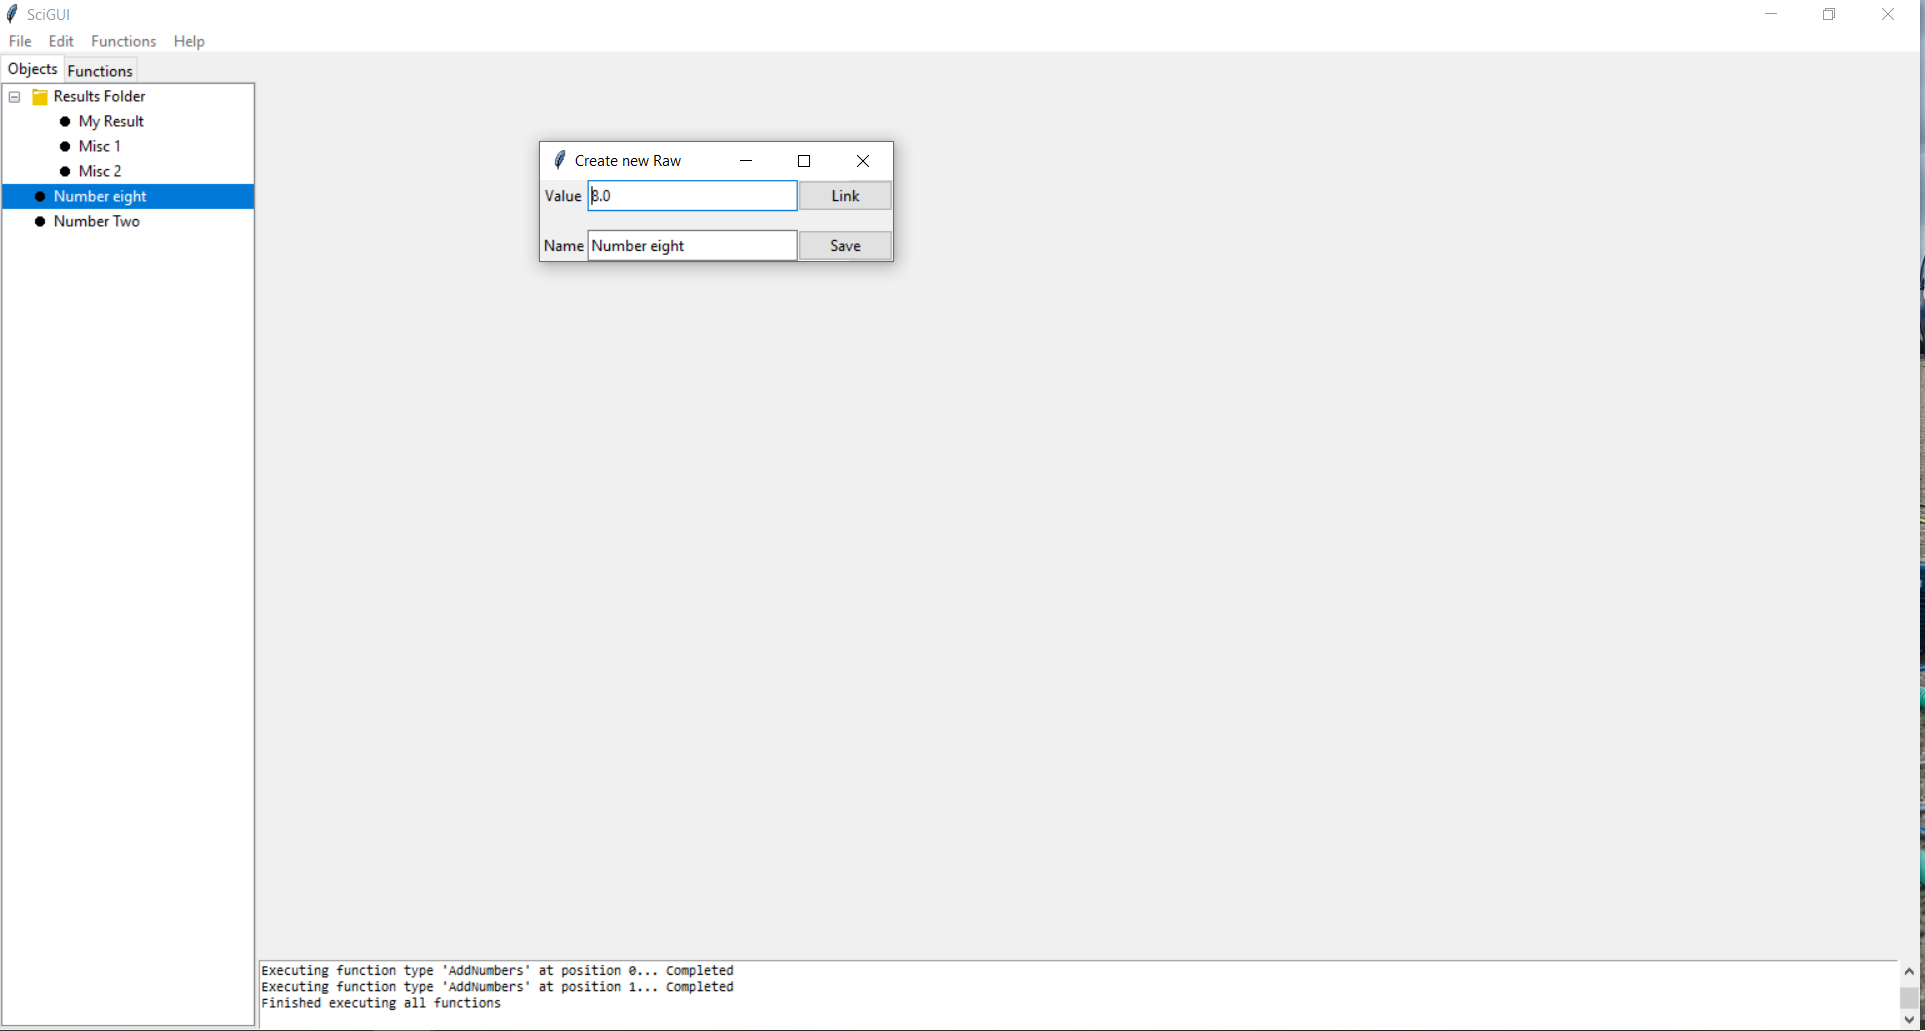 SciGUI
File Edit Functions Help
Objects Functions
Results Folder
My Result
Misc 1
Misc 2
Number eight
Number Two
Create new Raw
Value 8.0 Link
Name Number eight Save
Executing function type 'AddNumbers' at position 0... Completed
Executing function type 'AddNumbers' at position 1... Completed
Finished executing all functions